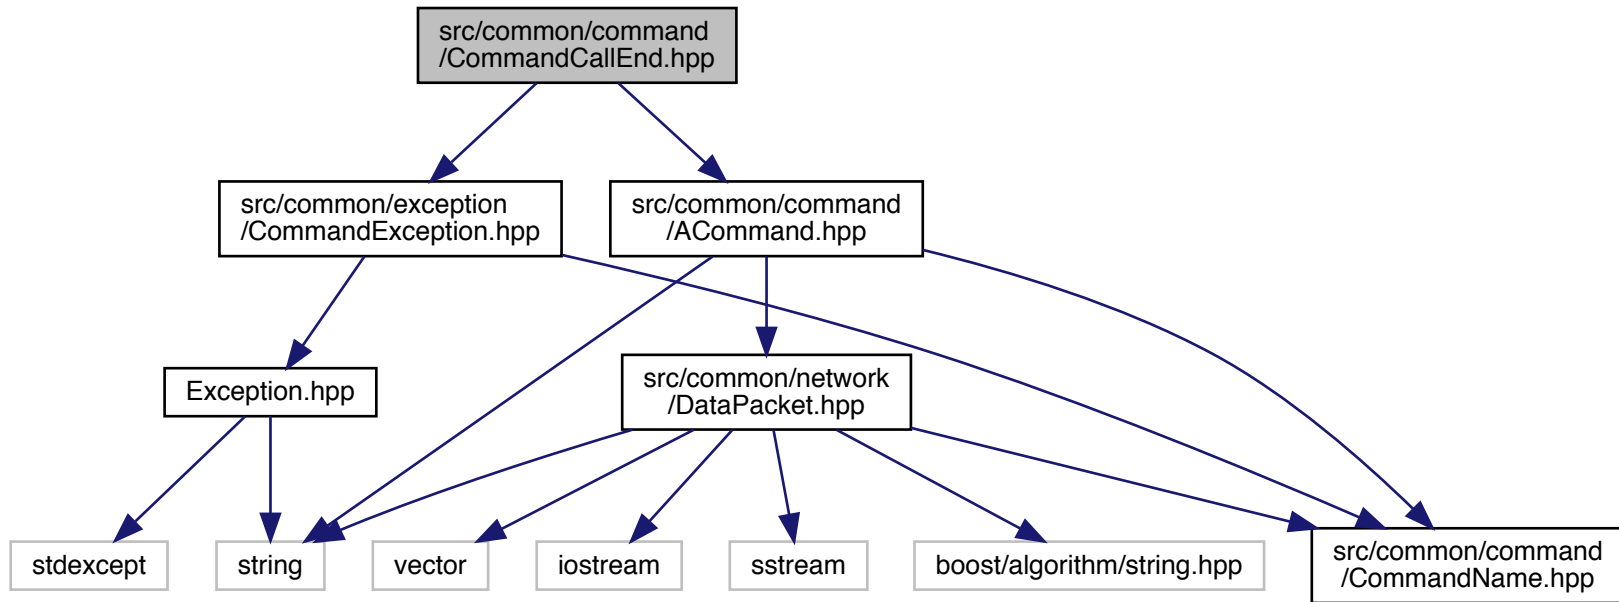 src/common/command
/CommandCallEnd.hpp
src/common/exception
/CommandException.hpp
src/common/command
/ACommand.hpp
Exception.hpp
src/common/network
/DataPacket.hpp
stdexcept
string
vector
iostream
sstream
boost/algorithm/string.hpp
src/common/command
/CommandName.hpp